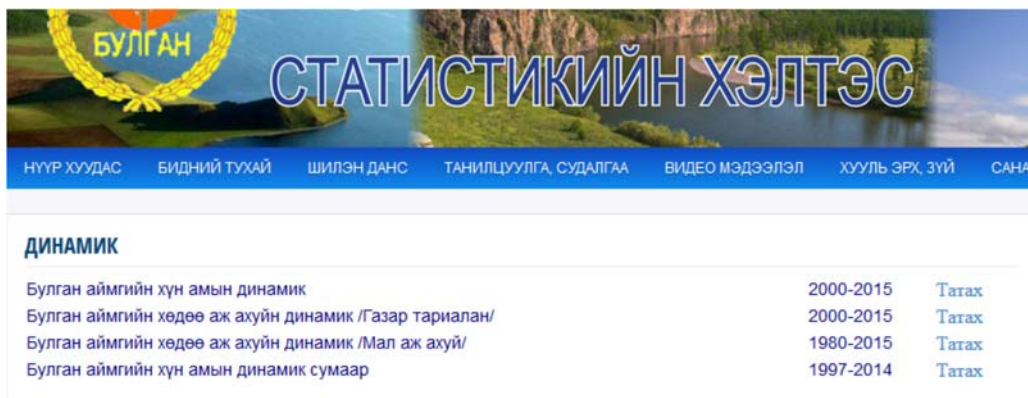 БУЛГАН
СТАТИСТИКИЙН ХЭЛТЭС
НҮҮР ХУУДАС БИДНИЙ ТУХАЙ ШИЛЭН ДАНС ТАНИЛЦУУЛГА, СУДАЛГАА ВИДЕО МЭДЭЭЛЭЛ ХУУЛЬ ЭРХ, ЗҮЙ САНА
ДИНАМИК
Булган аймгийн хүн амын динамик 2000-2015 Татах
Булган аймгийн хөдөө аж ахуйн динамик /Газар тариалан/ 2000-2015 Татах
Булган аймгийн хөдөө аж ахуйн динамик /Мал аж ахуй/ 1980-2015 Татах
Булган аймгийн хүн амын динамик сумаар 1997-2014 Татах